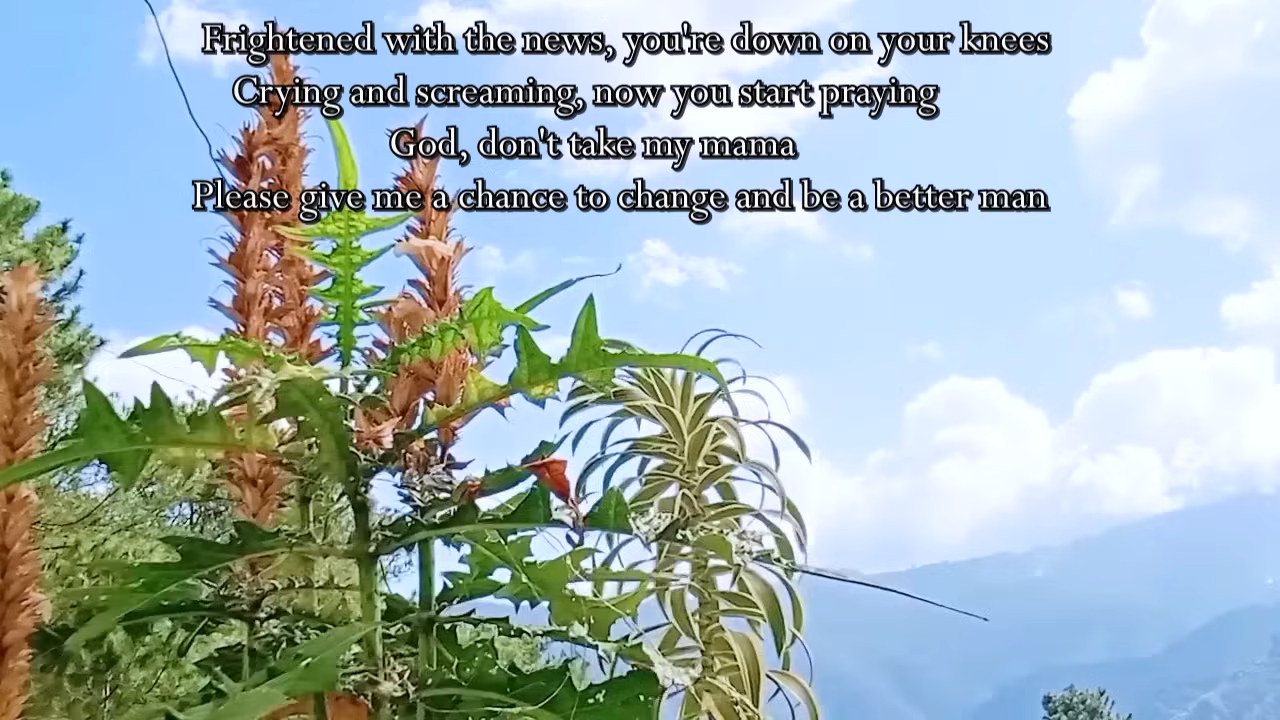 Frightened with the news, you're down on your knees
Crying and screaming, now you start praying
God, don't take my mama
Please give me a chance to change and be a better man